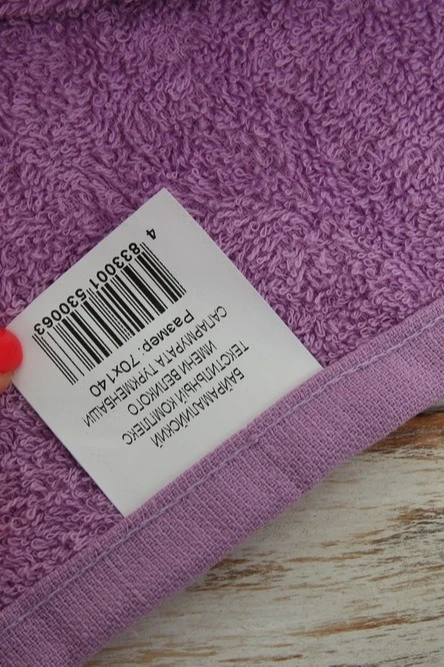 БАЙРАМАЛИЙСКИЙ
ТЕКСТИЛЬНЫЙ КОМПЛЕКС
ИМЕНИ ВЕЛИКОГО
САПАРМУРАТА ТУРКМЕНБАШИ
Размер: 70X140
4 833001 530063